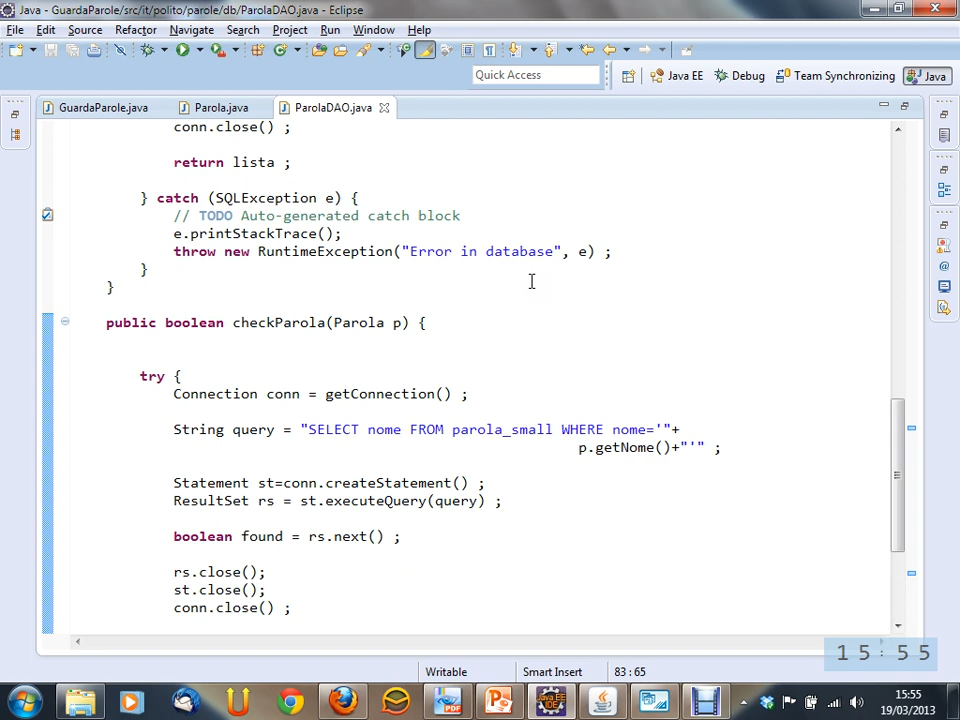 Java - GuardaParole/src/it/polito/parole/db/ParolaDAO.java - Eclipse
File Edit Source Refactor Navigate Search Project Run Window Help
Quick Access
Java EE
Debug
Team Synchronizing
Java
GuardaParole.java
Parola.java
ParolaDAO.java
conn.close() ;
return lista ;
} catch (SQLException e) {
// TODO Auto-generated catch block
e.printStackTrace();
throw new RuntimeException("Error in database", e) ;
}
}
public boolean checkParola(Parola p) {
try {
Connection conn = getConnection() ;
String query = "SELECT nome FROM parola_small WHERE nome='"+
p.getNome()+"'" ;
Statement st=conn.createStatement() ;
ResultSet rs = st.executeQuery(query) ;
boolean found = rs.next() ;
rs.close();
st.close();
conn.close() ;
15:55
Writable
Smart Insert
83 : 65
15:55
19/03/2013